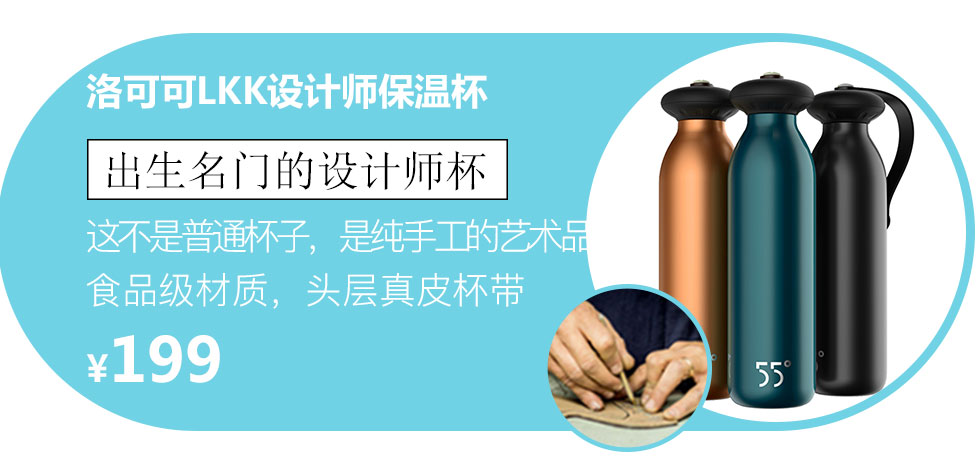 洛可可LKK设计师保温杯
出生名门的设计师杯
这不是普通杯子，是纯手工的艺术品
食品级材质，头层真皮杯带
¥199
55°